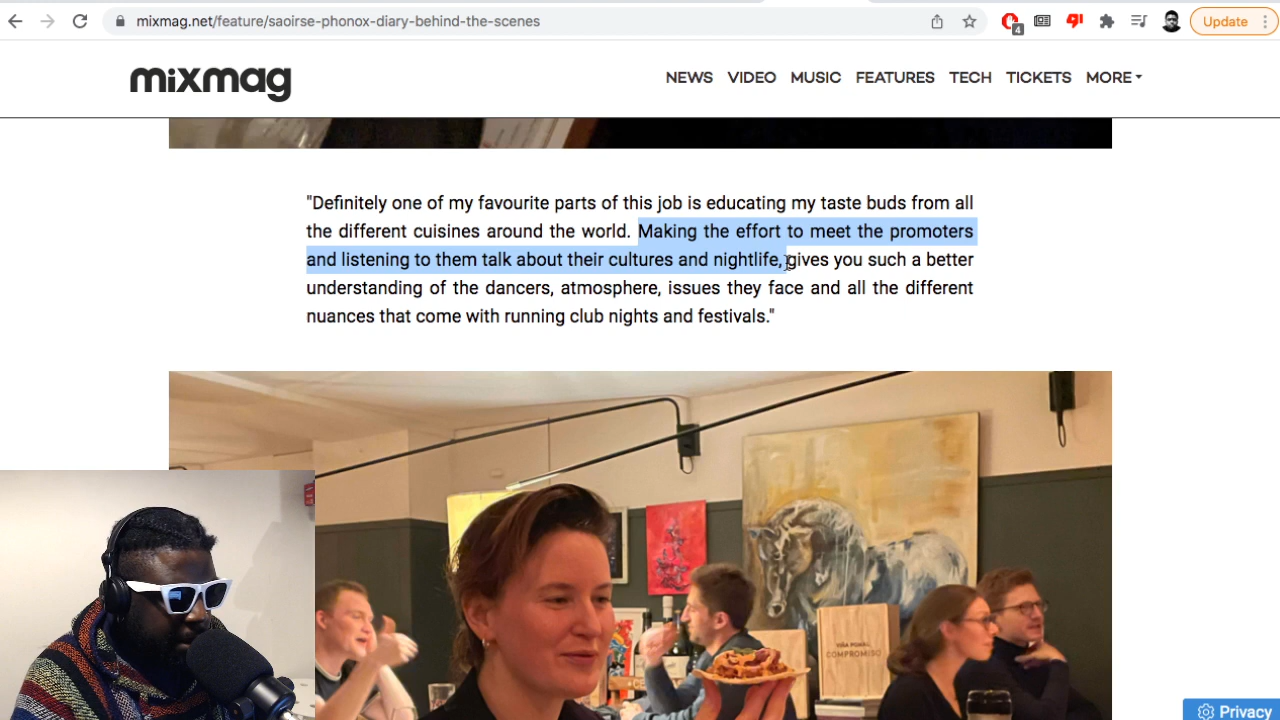 mixmag.net/feature/saoirse-phonox-diary-behind-the-scenes
4
Update
mixmag
NEWS VIDEO MUSIC FEATURES TECH TICKETS MORE
"Definitely one of my favourite parts of this job is educating my taste buds from all
the different cuisines around the world. Making the effort to meet the promoters
and listening to them talk about their cultures and nightlife, gives you such a better
understanding of the dancers, atmosphere, issues they face and all the different
nuances that come with running club nights and festivals."
VIÑA POMAL
COMPROMISO
Privacy